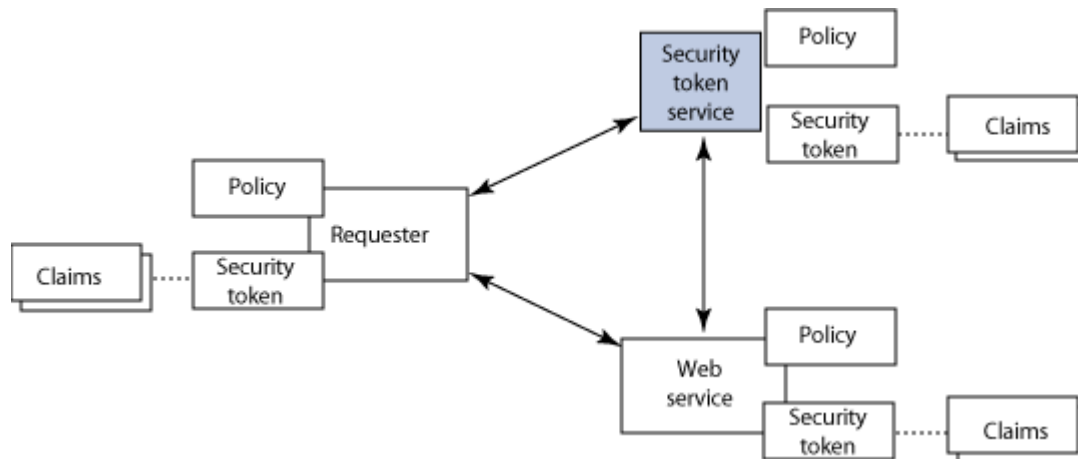 Security
token
service
Policy
Security
token
Claims
Policy
Requester
Claims
Security
token
Web
service
Policy
Security
token
Claims